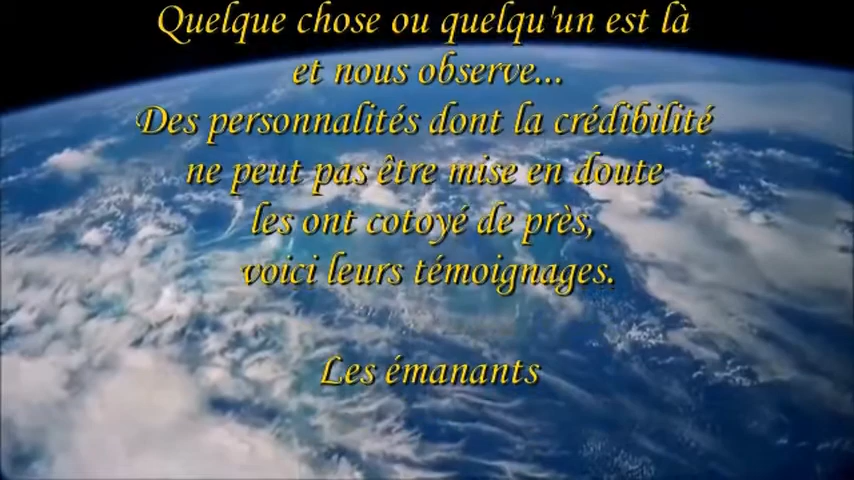 Quelque chose ou quelqu'un est là
et nous observe...
Des personnalités dont la crédibilité
ne peut pas être mise en doute
les ont cotoyé de près,
voici leurs témoignages.
Les émanants